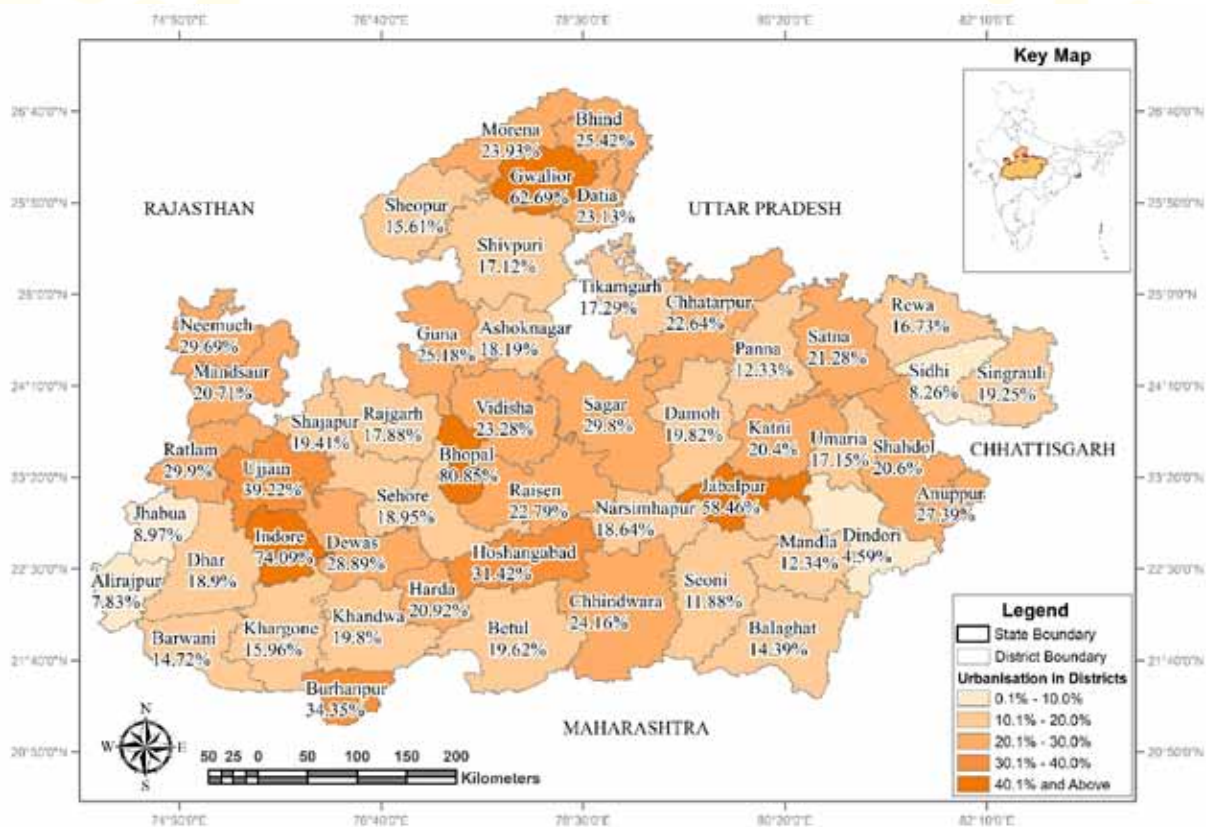 74°50'0"E 76°40'0"E 78°30'0"E 80°20'0"E 82°10'0"E
Key Map
26°40'0"N 26°40'0"N
Morena
23.93%
Bhind
25.42%
Gwalior
62.69%
Datia
23.13%
RAJASTHAN
Sheopur
15.61%
UTTAR PRADESH
25°50'0"N 25°50'0"N
Shivpuri
17.12%
Tikamgarh
17.29%
Chhatarpur
22.64%
Rewa
16.73%
25°0'0"N
Neemuch
29.69%
Guna
25.18%
Ashoknagar
18.19%
Panna
12.33%
Satna
21.28%
Sidhi
8.26%
Singrauli
19.25%
Mandsaur
20.71%
24°10'0"N 24°10'0"N
Shajapur
19.41%
Rajgarh
17.88%
Vidisha
23.28%
Sagar
29.8%
Damoh
19.82%
Katni
20.4%
Umaria
17.15%
Shahdol
20.6%
CHHATTISGARH
Ratlam
29.9%
Ujjain
39.22%
Bhopal
80.85%
23°20'0"N 23°20'0"N
Sehore
18.95%
Raisen
22.79%
Narsimhapur
18.64%
Jabalpur
58.46%
Anuppur
27.39%
Jhabua
8.97%
Indore
74.09%
Dewas
28.89%
Hoshangabad
31.42%
Mandla
12.34%
Dindori
4.59%
22°30'0"N 22°30'0"N
Alirajpur
7.83%
Dhar
18.9%
Harda
20.92%
Chhindwara
24.16%
Seoni
11.88%
Barwani
14.72%
Khargone
15.96%
Khandwa
19.8%
Betul
19.62%
Balaghat
14.39%
21°40'0"N 21°40'0"N
Burhanpur
34.35%
MAHARASHTRA
Legend
State Boundary
District Boundary
Urbanisation in Districts
0.1% - 10.0%
10.1% - 20.0%
20.1% - 30.0%
30.1% - 40.0%
40.1% and Above
N
W E
S
50 25 0 50 100 150 200
Kilometers
20°50'0"N 20°50'0"N
74°50'0"E 76°40'0"E 78°30'0"E 80°20'0"E 82°10'0"E